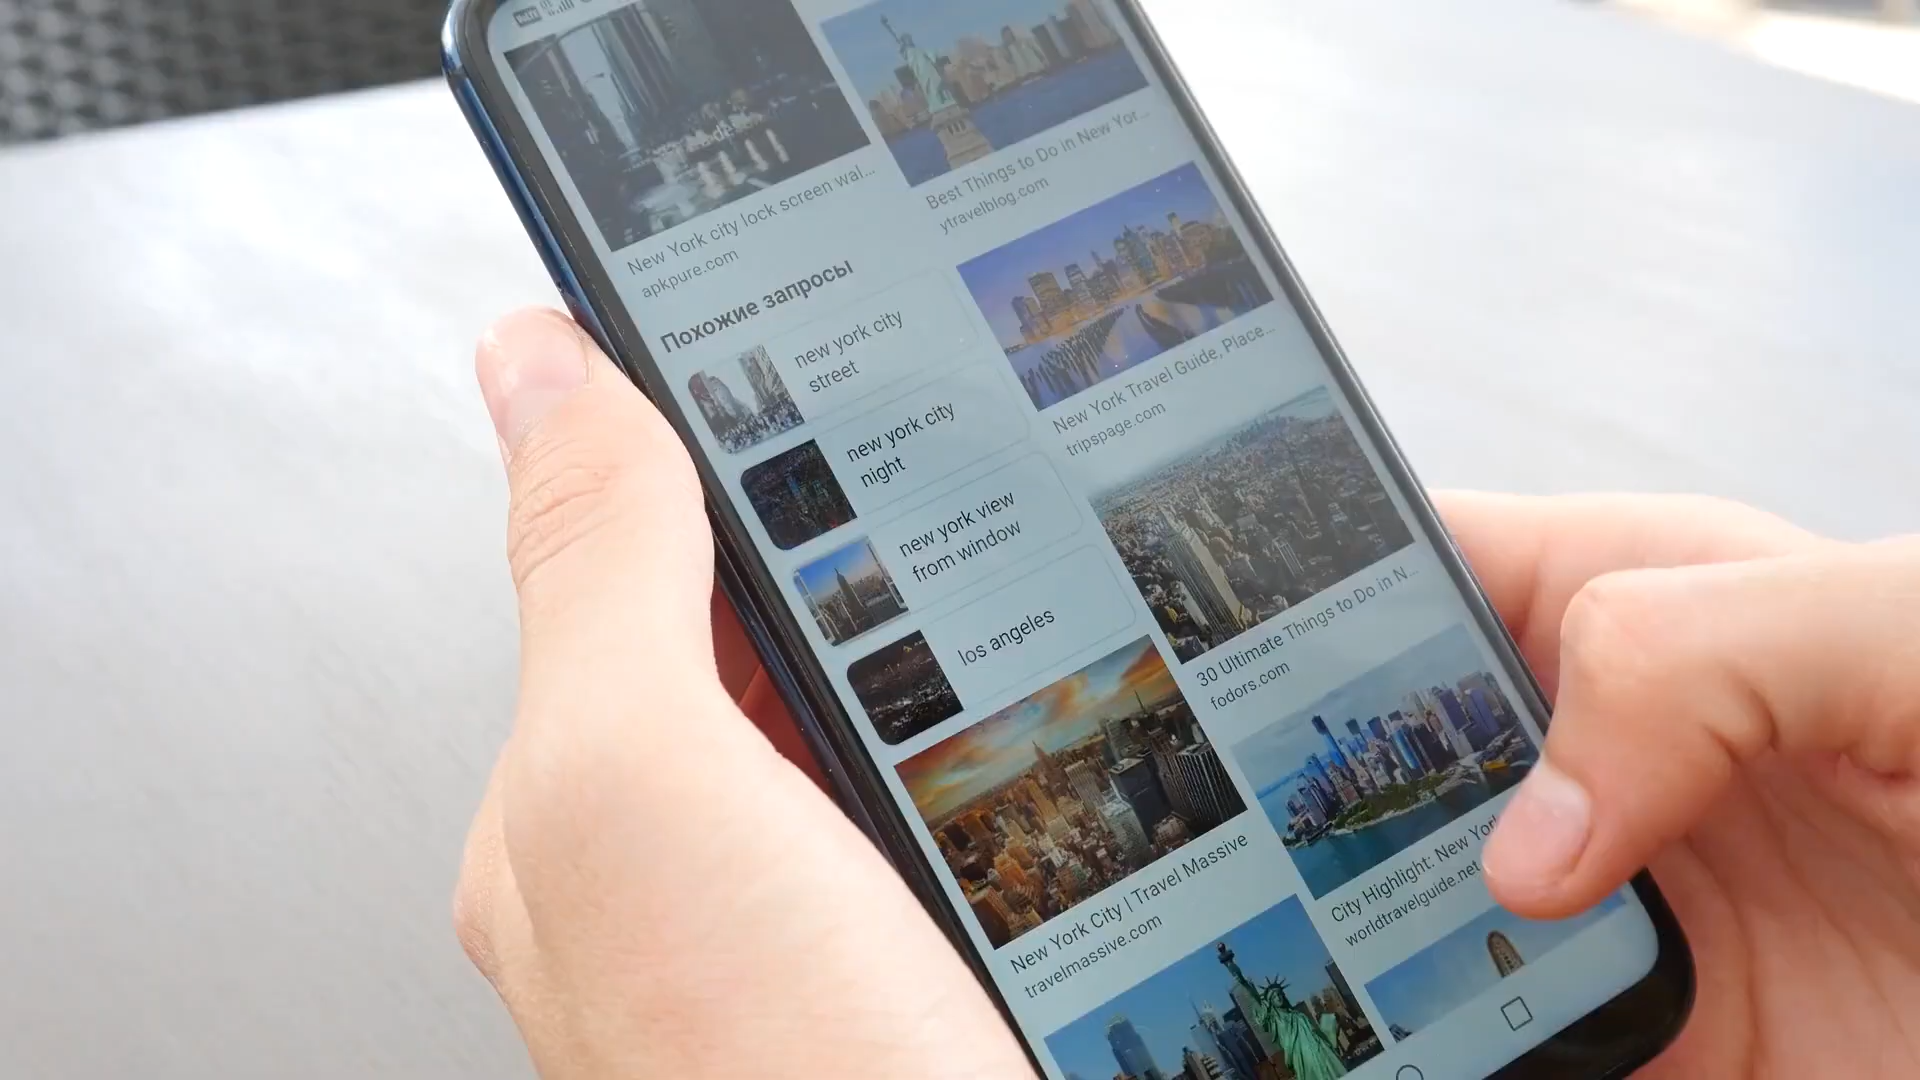 New York city lock screen wal...
apkpure.com
Похожие запросы
new york city
street
new york city
night
new york view
from window
los angeles
New York City | Travel Massive
travelmassive.com
Best Things to Do in New Yor...
ytravelblog.com
New York Travel Guide, Place...
tripspage.com
30 Ultimate Things to Do in N...
fodors.com
City Highlight: New York
worldtravelguide.net